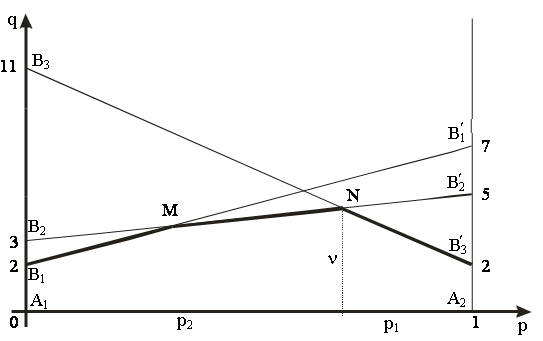 q
11 B₃
B₁′ 7
B₂′ 5
N
M
3 B₂
2 B₁
B₃′ 2
ν
A₁ A₂
0 p₂ p₁ 1 p